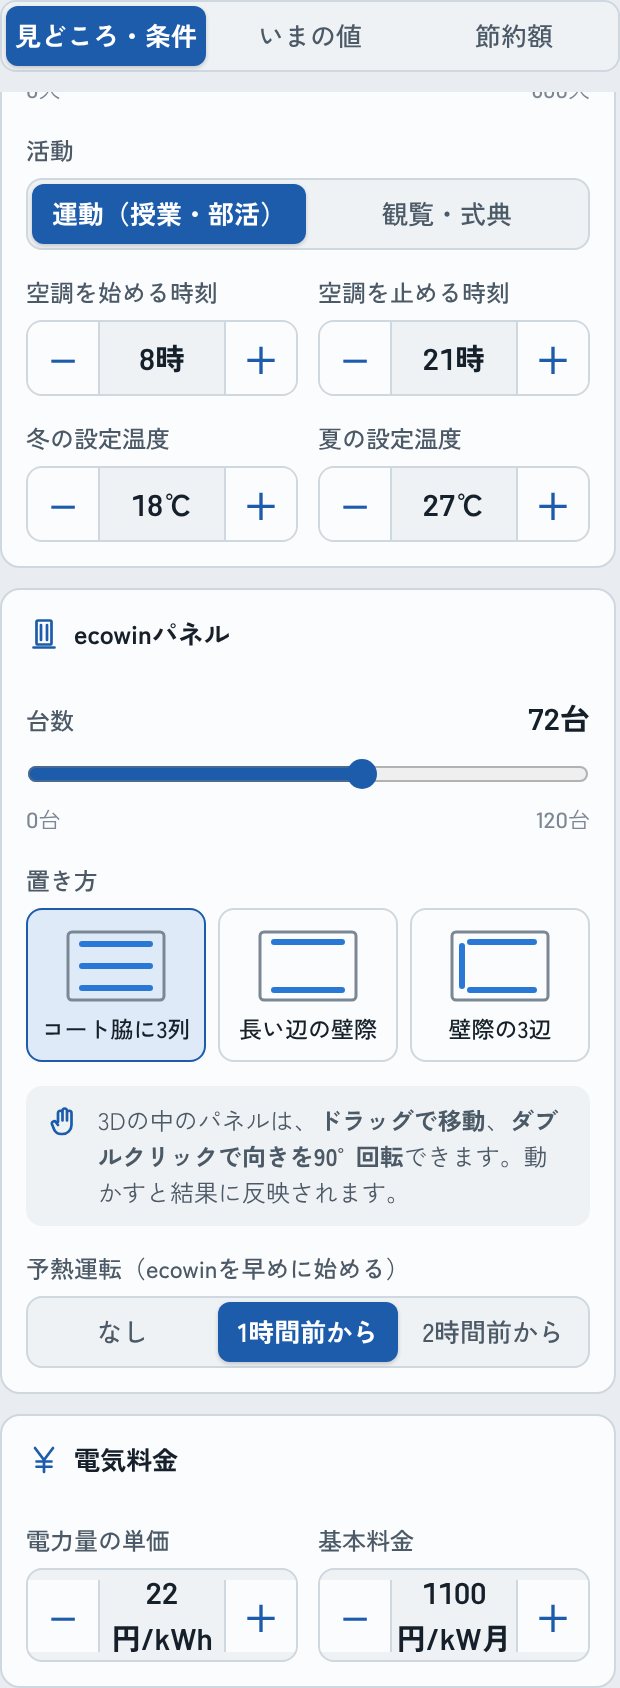 見どころ・条件 いまの値 節約額
活動
運動（授業・部活） 観覧・式典
空調を始める時刻 空調を止める時刻
− 8時 + − 21時 +
冬の設定温度 夏の設定温度
− 18℃ + − 27℃ +
ecowinパネル
台数 72台
0台 120台
置き方
コート脇に3列 長い辺の壁際 壁際の3辺
3Dの中のパネルは、ドラッグで移動、ダブ
ルクリックで向きを90°回転できます。動
かすと結果に反映されます。
予熱運転（ecowinを早めに始める）
なし 1時間前から 2時間前から
¥ 電気料金
電力量の単価 基本料金
− 22 + − 1100 +
円/kWh 円/kW月